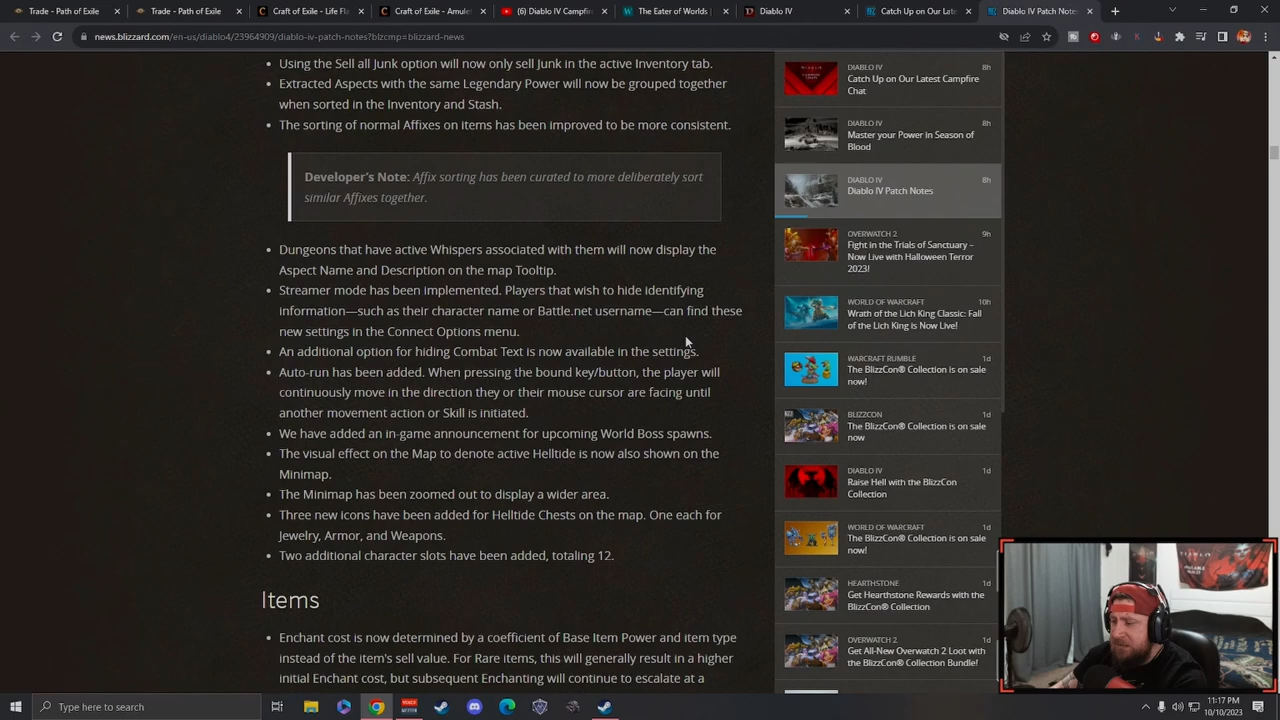 Trade - Path of Exile
Trade - Path of Exile
Craft of Exile - Life Fla
Craft of Exile - Amule
(6) Diablo IV Campfir
The Eater of Worlds
Diablo IV
Catch Up on Our Late
Diablo IV Patch Notes
news.blizzard.com/en-us/diablo4/23964909/diablo-iv-patch-notes?blzcmp=blizzard-news
Using the Sell all Junk option will now only sell Junk in the active Inventory tab.
Extracted Aspects with the same Legendary Power will now be grouped together
when sorted in the Inventory and Stash.
The sorting of normal Affixes on items has been improved to be more consistent.
Developer's Note: Affix sorting has been curated to more deliberately sort
similar Affixes together.
Dungeons that have active Whispers associated with them will now display the
Aspect Name and Description on the map Tooltip.
Streamer mode has been implemented. Players that wish to hide identifying
information—such as their character name or Battle.net username—can find these
new settings in the Connect Options menu.
An additional option for hiding Combat Text is now available in the settings.
Auto-run has been added. When pressing the bound key/button, the player will
continuously move in the direction they or their mouse cursor are facing until
another movement action or Skill is initiated.
We have added an in-game announcement for upcoming World Boss spawns.
The visual effect on the Map to denote active Helltide is now also shown on the
Minimap.
The Minimap has been zoomed out to display a wider area.
Three new icons have been added for Helltide Chests on the map. One each for
Jewelry, Armor, and Weapons.
Two additional character slots have been added, totaling 12.
Items
Enchant cost is now determined by a coefficient of Base Item Power and item type
instead of the item's sell value. For Rare items, this will generally result in a higher
initial Enchant cost, but subsequent Enchanting will continue to escalate at a
DIABLO IV 8h
Catch Up on Our Latest Campfire
Chat
DIABLO IV 8h
Master your Power in Season of
Blood
DIABLO IV 8h
Diablo IV Patch Notes
OVERWATCH 2 9h
Fight in the Trials of Sanctuary –
Now Live with Halloween Terror
2023!
WORLD OF WARCRAFT 10h
Wrath of the Lich King Classic: Fall
of the Lich King is Now Live!
WARCRAFT RUMBLE 1d
The BlizzCon® Collection is on sale
now!
BLIZZCON 1d
The BlizzCon® Collection is on sale
now
DIABLO IV 1d
Raise Hell with the BlizzCon
Collection
WORLD OF WARCRAFT 1d
The BlizzCon® Collection is on sale
now!
HEARTHSTONE 1d
Get Hearthstone Rewards with the
BlizzCon® Collection
OVERWATCH 2 1d
Get All-New Overwatch 2 Loot with
the BlizzCon® Collection Bundle!
Type here to search
11:17 PM
10/10/2023